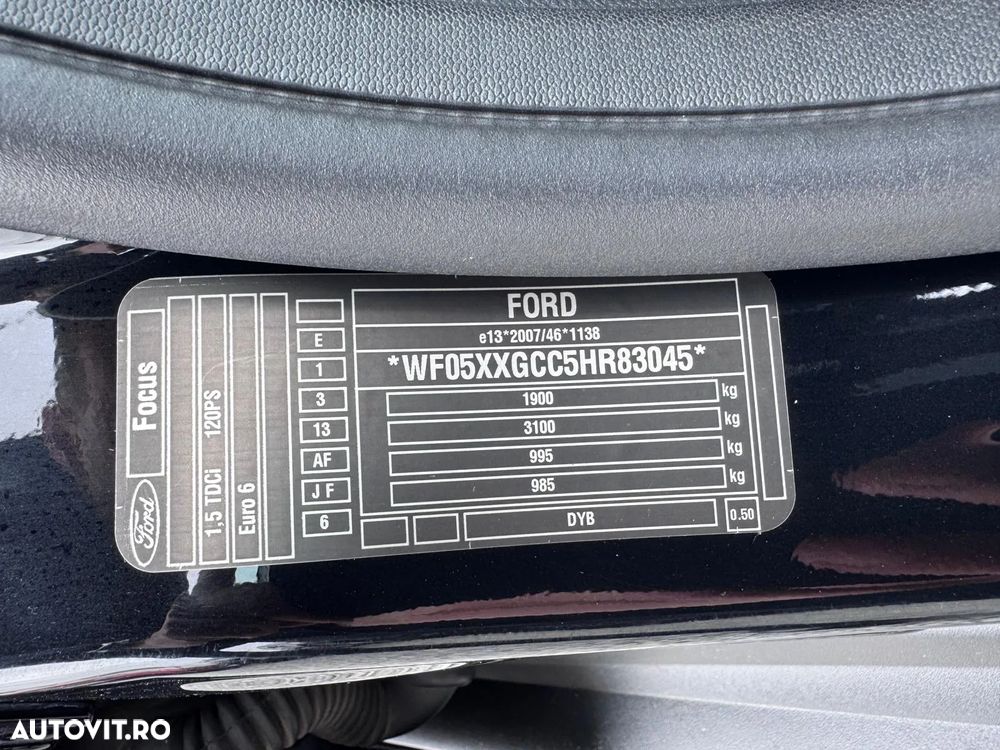 FORD
e13*2007/46*1138
*WF05XXGCC5HR83045*
1900 kg
3100 kg
995 kg
985 kg
DYB
0.50
E
1
3
13
AF
J F
6
Focus
Ford
120PS
1,5 TDCi
Euro 6
AUTOVIT.RO